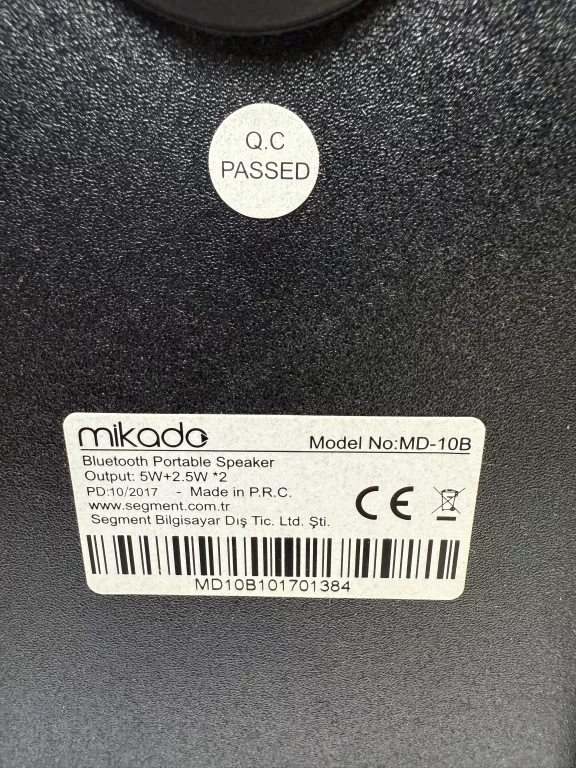 Q.C
PASSED
mikado
Model No:MD-10B
Bluetooth Portable Speaker
Output: 5W+2.5W *2
PD:10/2017 - Made in P.R.C.
www.segment.com.tr
Segment Bilgisayar Dış Tic. Ltd. Şti.
CE
MD10B101701384